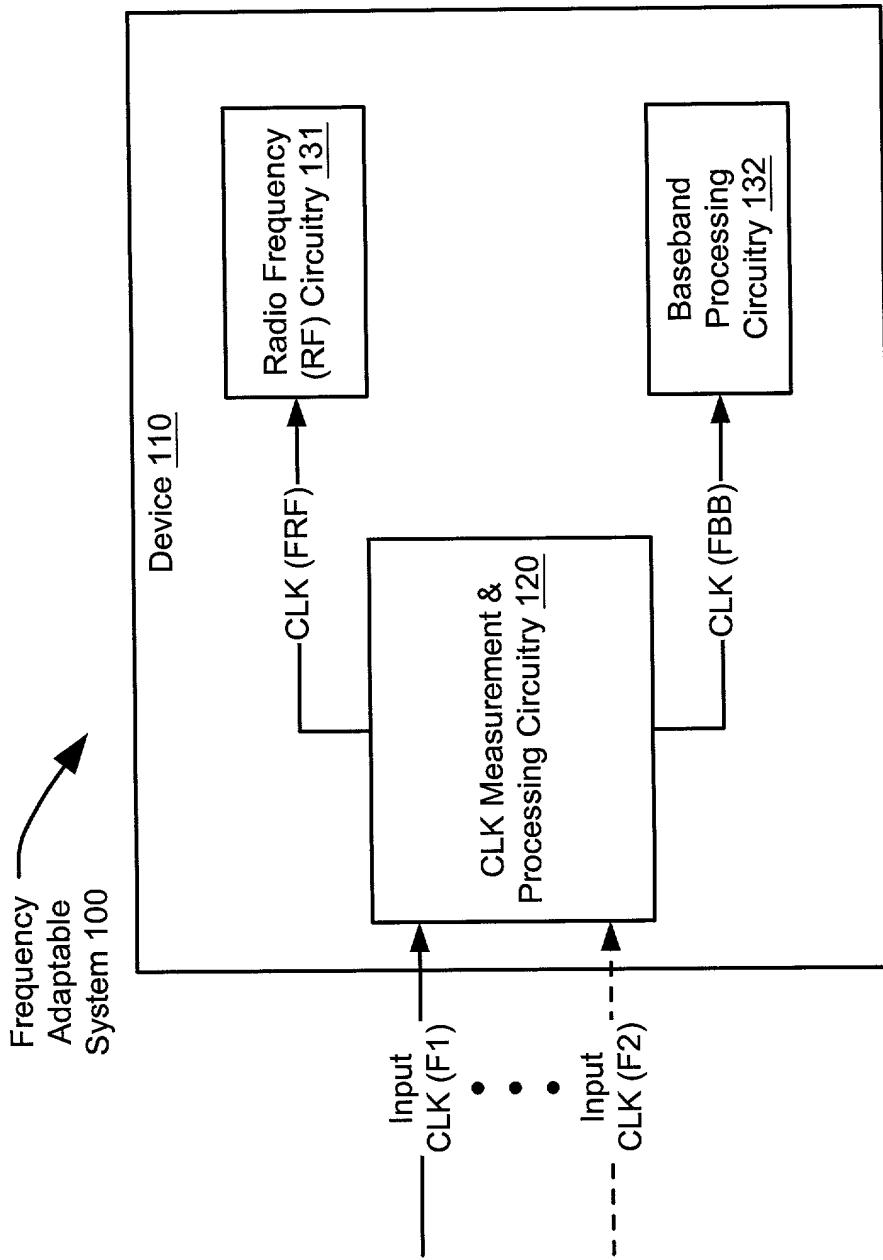 Frequency
Adaptable
System 100
Device 110
Input
CLK (F1)
Input
CLK (F2)
CLK Measurement &
Processing Circuitry 120
CLK (FRF)
CLK (FBB)
Radio Frequency
(RF) Circuitry 131
Baseband
Processing
Circuitry 132